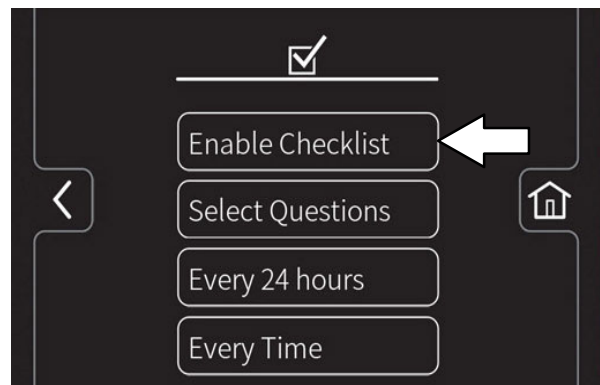 Enable Checklist
Select Questions
Every 24 hours
Every Time